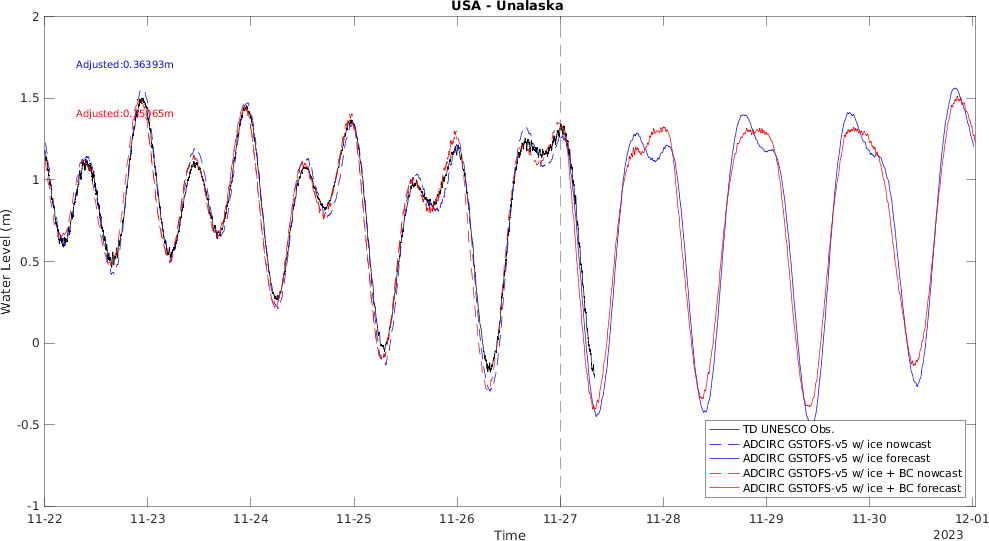 USA - Unalaska
2
Adjusted:0.36393m
1.5
1
0.5
0
-0.5
-1
Water Level (m)
TD UNESCO Obs.
ADCIRC GSTOFS-v5 w/ ice nowcast
ADCIRC GSTOFS-v5 w/ ice forecast
ADCIRC GSTOFS-v5 w/ ice + BC nowcast
ADCIRC GSTOFS-v5 w/ ice + BC forecast
11-22 11-23 11-24 11-25 11-26 11-27 11-28 11-29 11-30 12-01
Time
2023